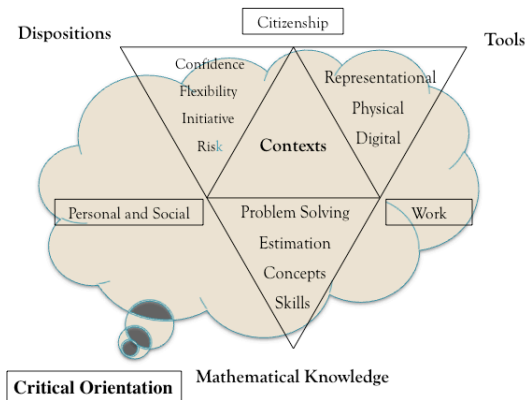 Citizenship
Dispositions
Tools
Confidence
Flexibility
Initiative
Risk
Representational
Physical
Digital
Contexts
Personal and Social
Work
Problem Solving
Estimation
Concepts
Skills
Mathematical Knowledge
Critical Orientation